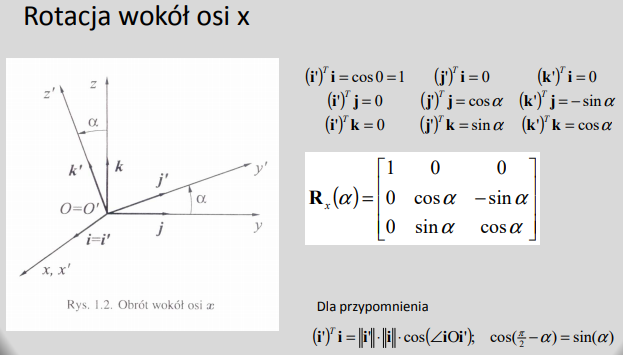 Rotacja wokół osi x
(i')ᵀ i = cos 0 = 1 (j')ᵀ i = 0 (k')ᵀ i = 0
(i')ᵀ j = 0 (j')ᵀ j = cos α (k')ᵀ j = − sin α
(i')ᵀ k = 0 (j')ᵀ k = sin α (k')ᵀ k = cos α
z' z
α
k' k j' y'
α
O=O'
i=i' j y
x, x'
Rys. 1.2. Obrót wokół osi x
1 0 0
Rₓ(α) = 0 cos α − sin α
0 sin α cos α
Dla przypomnienia
(i')ᵀ i = ‖i'‖·‖i‖·cos(∠iOi'); cos(π/2 − α) = sin(α)